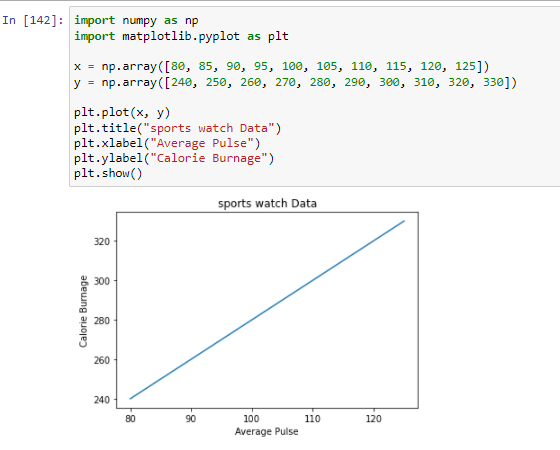 In [142]: import numpy as np
import matplotlib.pyplot as plt
x = np.array([80, 85, 90, 95, 100, 105, 110, 115, 120, 125])
y = np.array([240, 250, 260, 270, 280, 290, 300, 310, 320, 330])
plt.plot(x, y)
plt.title("sports watch Data")
plt.xlabel("Average Pulse")
plt.ylabel("Calorie Burnage")
plt.show()
sports watch Data
Calorie Burnage
320
300
280
260
240
80 90 100 110 120
Average Pulse